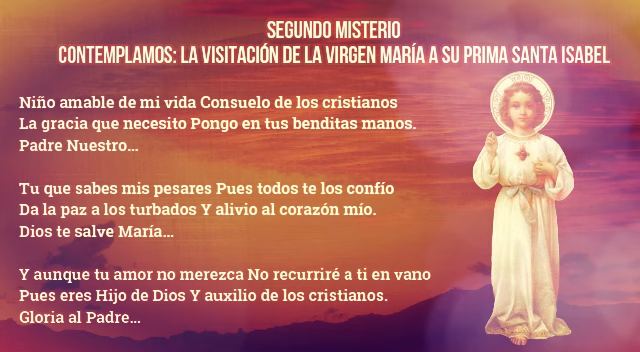 SEGUNDO MISTERIO
CONTEMPLAMOS: LA VISITACIÓN DE LA VIRGEN MARÍA A SU PRIMA SANTA ISABEL
Niño amable de mi vida Consuelo de los cristianos
La gracia que necesito Pongo en tus benditas manos.
Padre Nuestro...
Tu que sabes mis pesares Pues todos te los confío
Da la paz a los turbados Y alivio al corazón mío.
Dios te salve María...
Y aunque tu amor no merezca No recurriré a ti en vano
Pues eres Hijo de Dios Y auxilio de los cristianos.
Gloria al Padre...